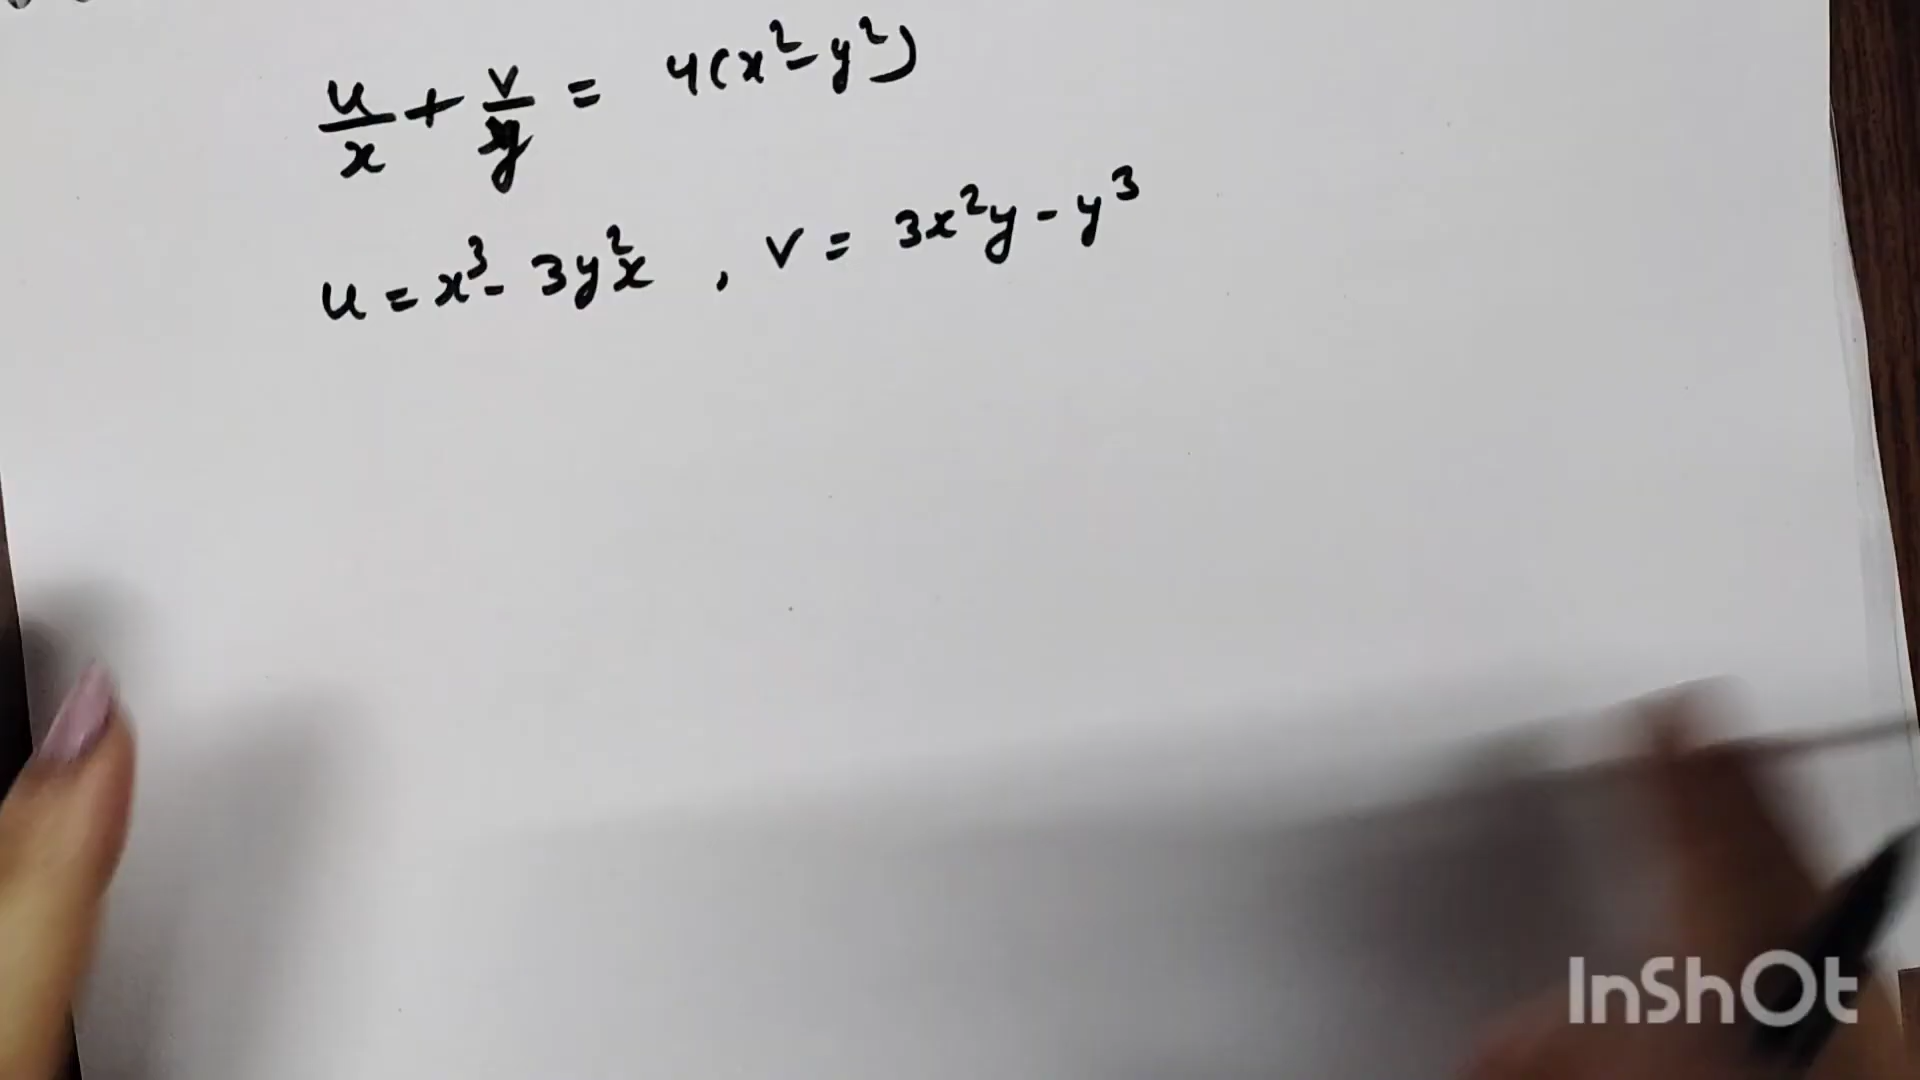 u/x + v/y = 4(x² - y²)
u = x³ - 3y²x , v = 3x²y - y³
InShOt